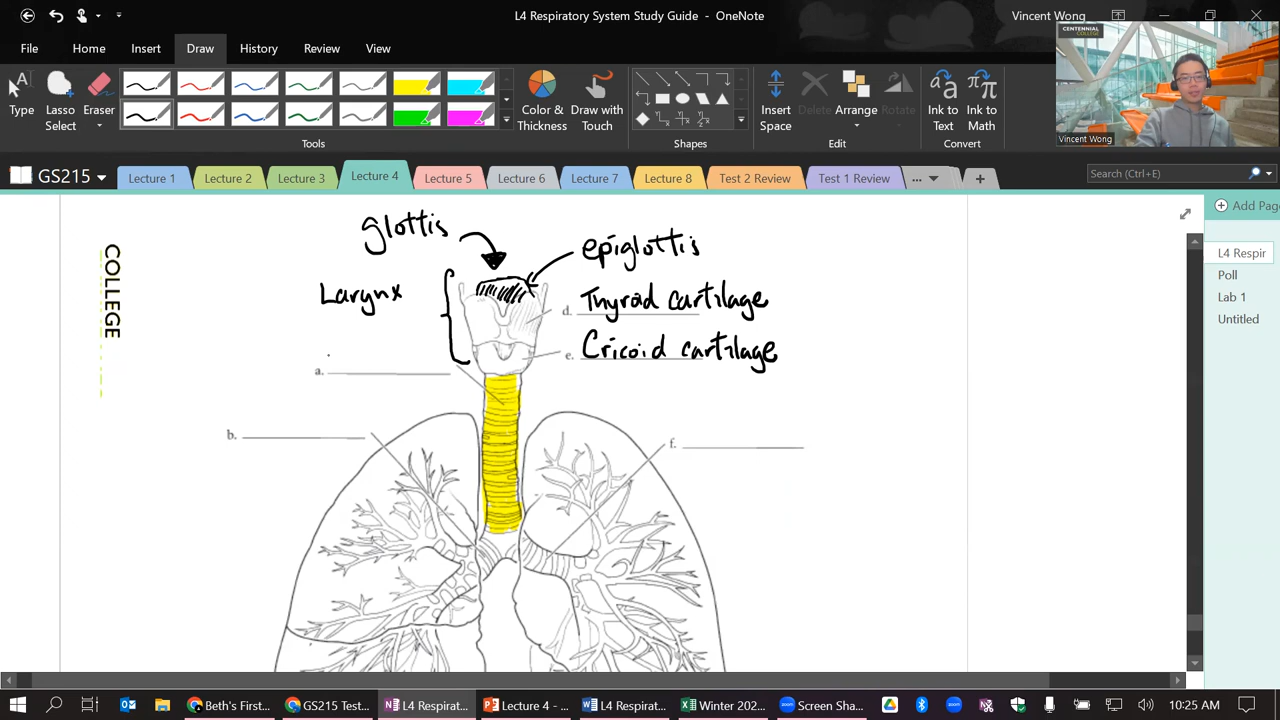 L4 Respiratory System Study Guide - OneNote
Vincent Wong
File Home Insert Draw History Review View
CENTENNIAL
COLLEGE
Vincent Wong
Type
Lasso
Select
Eraser
Color &
Thickness
Draw with
Touch
Insert
Space
Delete
Arrange
Rotate
Ink to
Text
Ink to
Math
Tools
Shapes
Edit
Convert
GS215
Lecture 1
Lecture 2
Lecture 3
Lecture 4
Lecture 5
Lecture 6
Lecture 7
Lecture 8
Test 2 Review
Test 1 Review
...
Search (Ctrl+E)
Add Pag
L4 Respir
Poll
Lab 1
Untitled
COLLEGE
glottis
epiglottis
Larynx
d. Thyroid cartilage
e. Cricoid cartilage
a.
b.
f.
Beth's First...
GS215 Test...
L4 Respirat...
Lecture 4 -...
L4 Respirat...
Winter 202...
Screen Sha...
10:25 AM